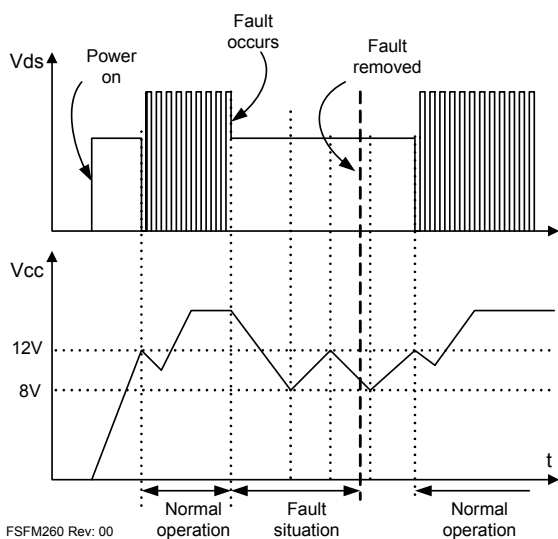 Fault
occurs
Fault
removed
Power
on
Vds
Vcc
12V
8V
t
Normal
operation
Fault
situation
Normal
operation
FSFM260 Rev: 00